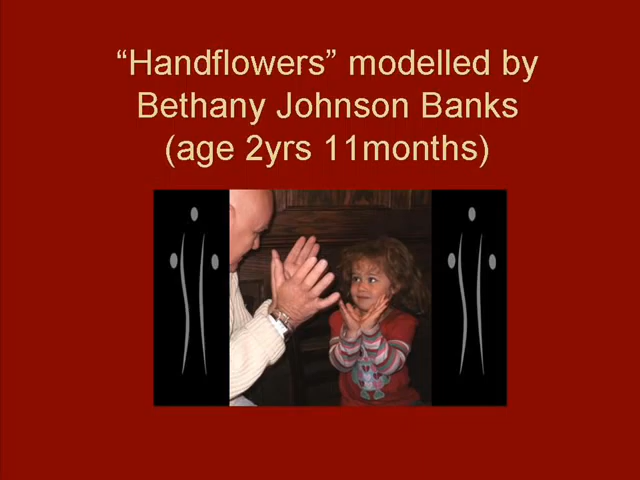 “Handflowers” modelled by
Bethany Johnson Banks
(age 2yrs 11months)